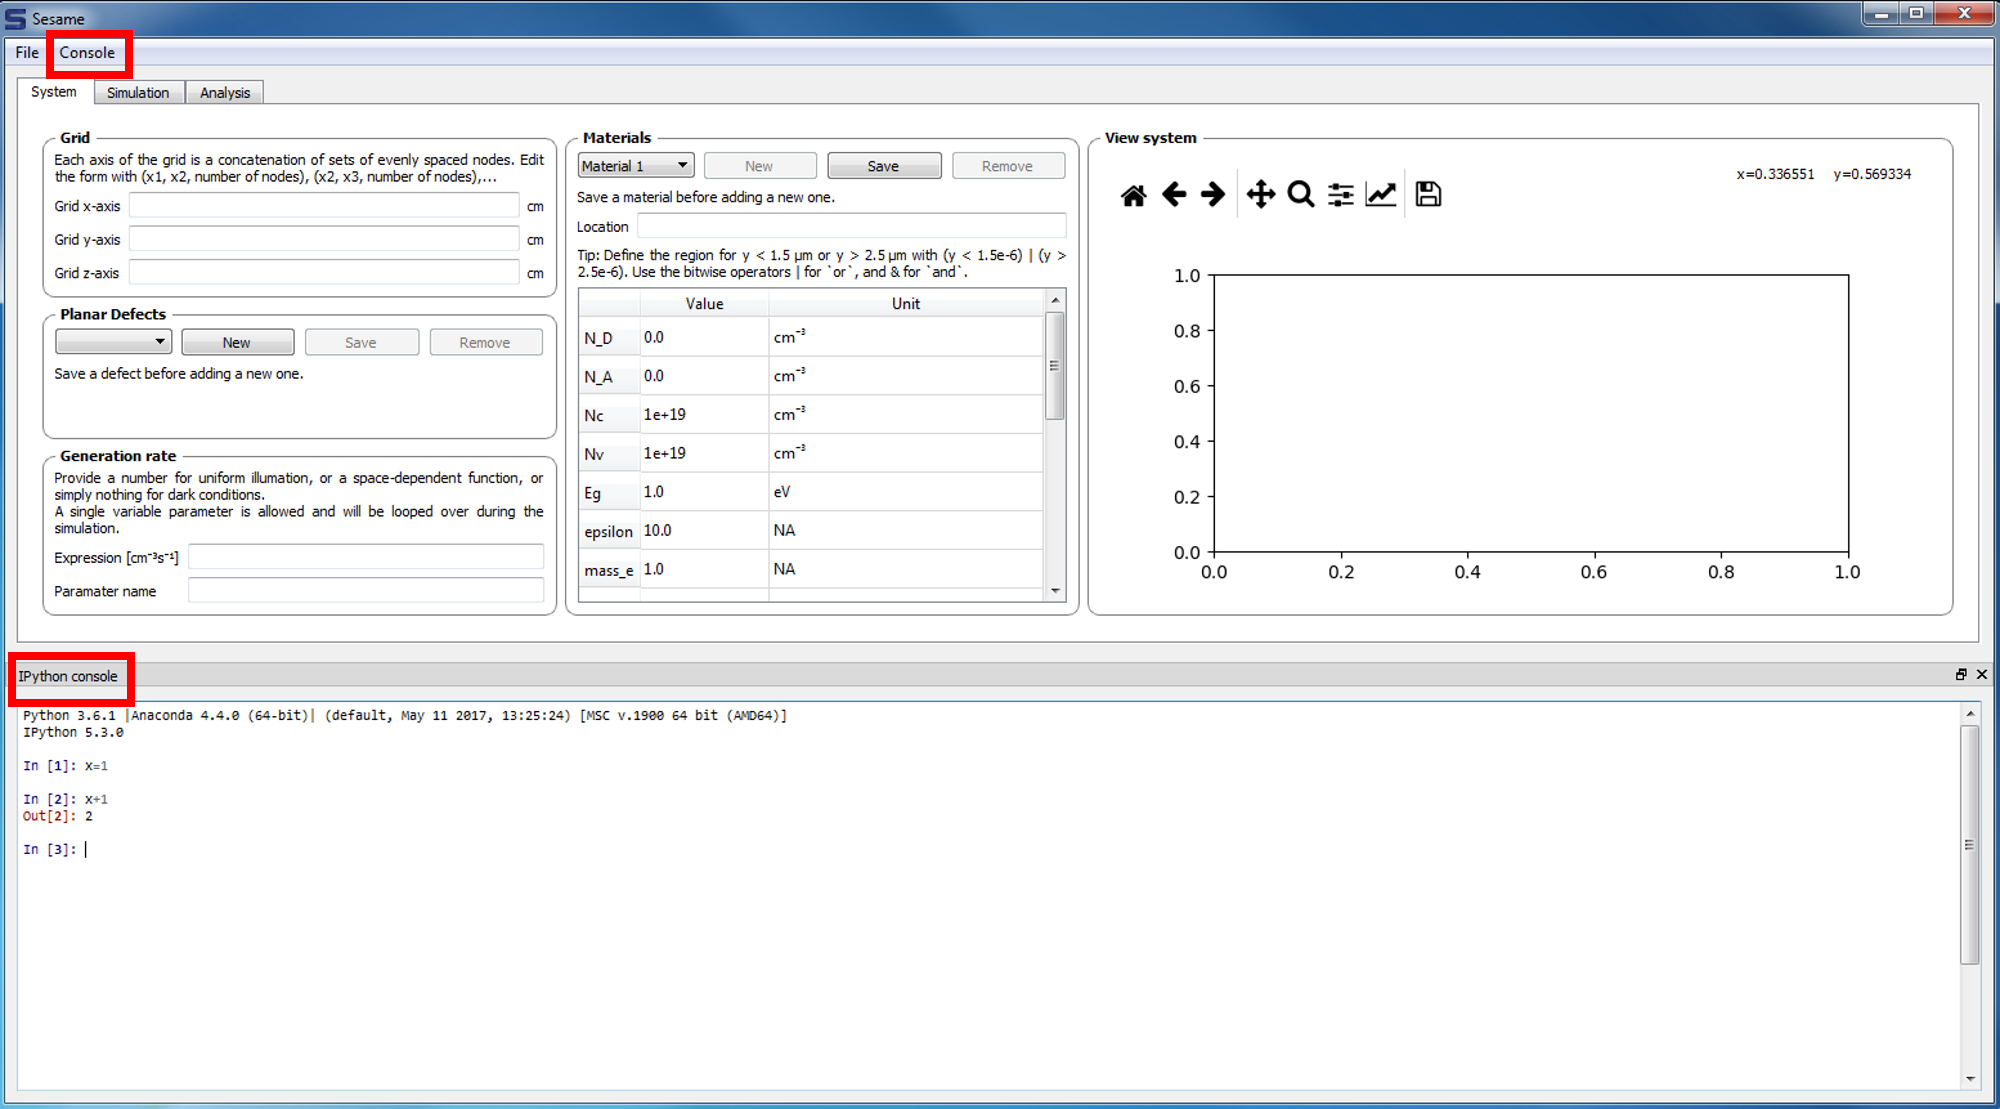 Sesame
File Console
System Simulation Analysis
Grid
Each axis of the grid is a concatenation of sets of evenly spaced nodes. Edit
the form with (x1, x2, number of nodes), (x2, x3, number of nodes),...
Grid x-axis cm
Grid y-axis cm
Grid z-axis cm
Planar Defects
New Save Remove
Save a defect before adding a new one.
Generation rate
Provide a number for uniform illumation, or a space-dependent function, or
simply nothing for dark conditions.
A single variable parameter is allowed and will be looped over during the
simulation.
Expression [cm⁻³s⁻¹]
Paramater name
Materials
Material 1 New Save Remove
Save a material before adding a new one.
Location
Tip: Define the region for y < 1.5 µm or y > 2.5 µm with (y < 1.5e-6) | (y >
2.5e-6). Use the bitwise operators | for `or`, and & for `and`.
Value Unit
N_D 0.0 cm⁻³
N_A 0.0 cm⁻³
Nc 1e+19 cm⁻³
Nv 1e+19 cm⁻³
Eg 1.0 eV
epsilon 10.0 NA
mass_e 1.0 NA
View system
x=0.336551 y=0.569334
1.0
0.8
0.6
0.4
0.2
0.0
0.0 0.2 0.4 0.6 0.8 1.0
IPython console
Python 3.6.1 |Anaconda 4.4.0 (64-bit)| (default, May 11 2017, 13:25:24) [MSC v.1900 64 bit (AMD64)]
IPython 5.3.0
In [1]: x=1
In [2]: x+1
Out[2]: 2
In [3]: